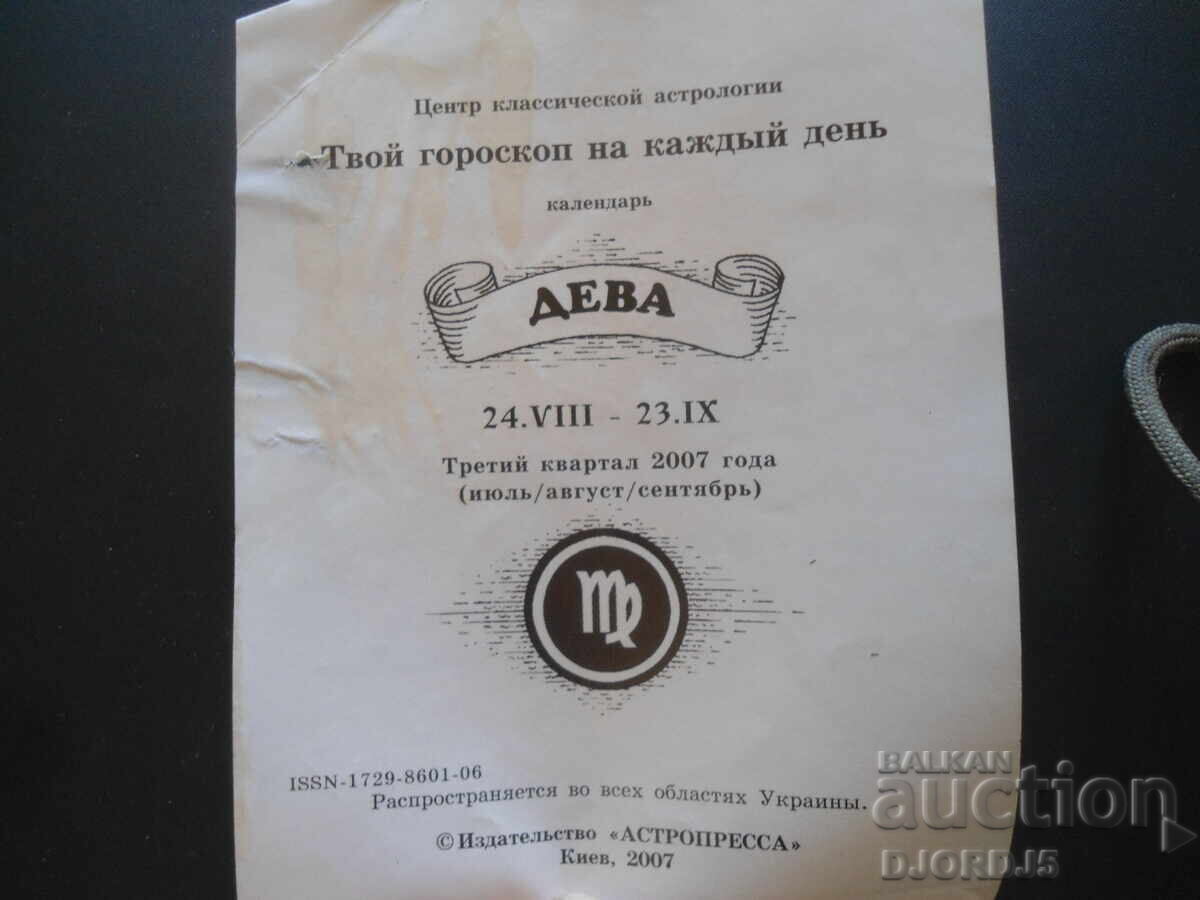 Центр классической астрологии
Твой гороскоп на каждый день
календарь
ДЕВА
24.VIII - 23.IX
Третий квартал 2007 года
(июль/август/сентябрь)
ISSN-1729-8601-06
Распространяется во всех областях Украины.
© Издательство «АСТРОПРЕССА»
Киев, 2007
BALKAN
auction
DJORDJ5